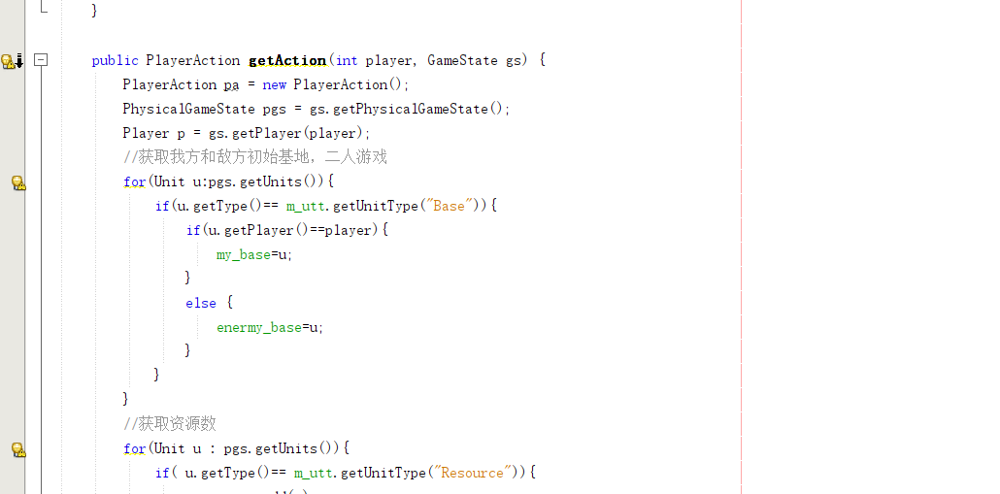 }
public PlayerAction getAction(int player, GameState gs) {
PlayerAction pa = new PlayerAction();
PhysicalGameState pgs = gs.getPhysicalGameState();
Player p = gs.getPlayer(player);
//获取我方和敌方初始基地，二人游戏
for(Unit u:pgs.getUnits()){
if(u.getType()== m_utt.getUnitType("Base")){
if(u.getPlayer()==player){
my_base=u;
}
else {
enermy_base=u;
}
}
}
//获取资源数
for(Unit u : pgs.getUnits()){
if( u.getType()== m_utt.getUnitType("Resource")){